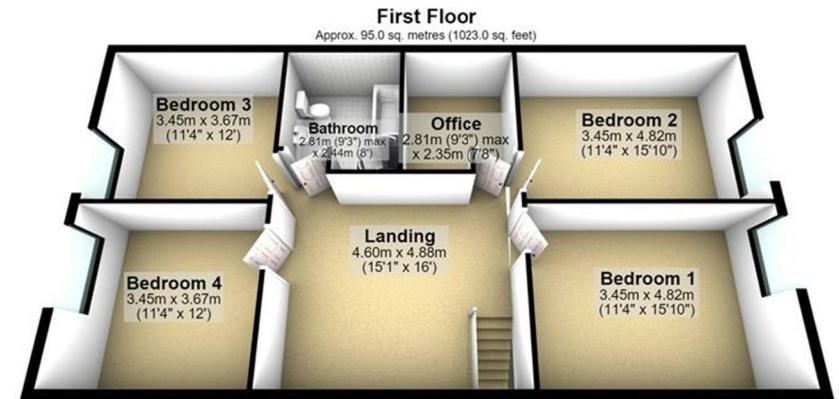 First Floor
Approx. 95.0 sq. metres (1023.0 sq. feet)
Bedroom 3
3.45m x 3.67m
(11'4" x 12')
Bathroom
2.81m (9'3") max
x 2.44m (8')
Office
2.81m (9'3") max
x 2.35m (7'8")
Bedroom 2
3.45m x 4.82m
(11'4" x 15'10")
Landing
4.60m x 4.88m
(15'1" x 16')
Bedroom 4
3.45m x 3.67m
(11'4" x 12')
Bedroom 1
3.45m x 4.82m
(11'4" x 15'10")